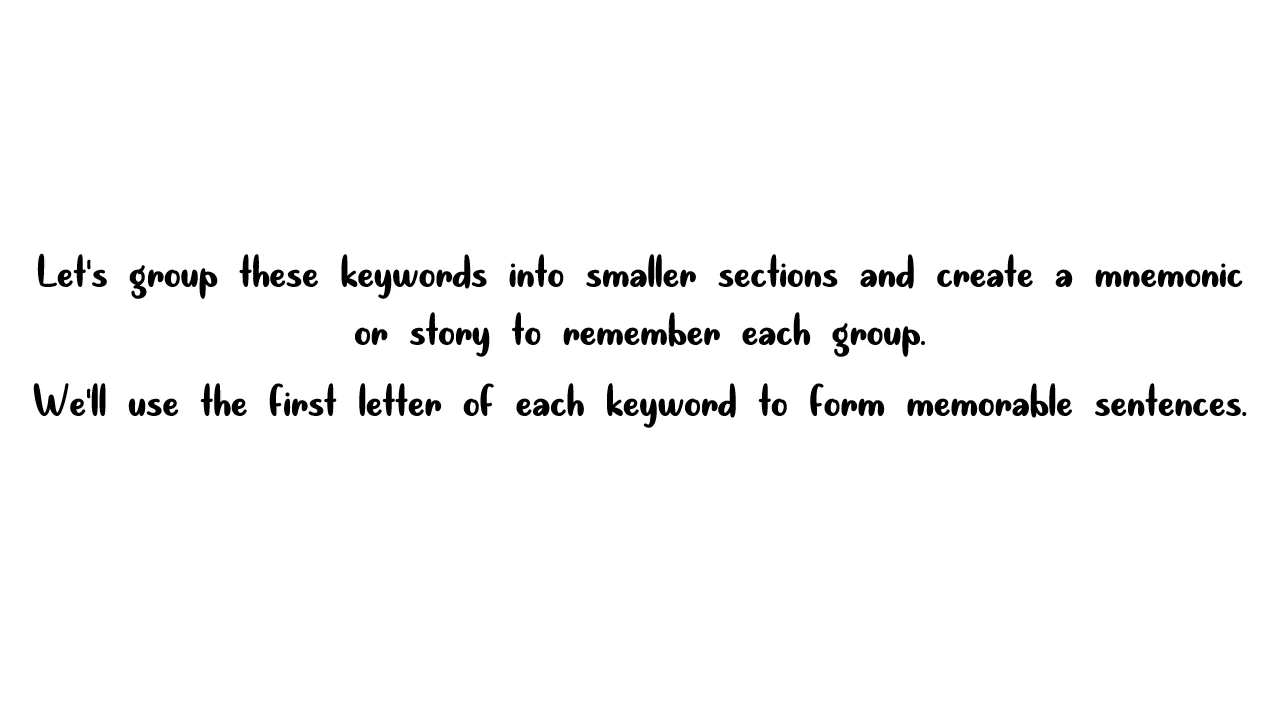 Let's group these keywords into smaller sections and create a mnemonic
or story to remember each group.
We'll use the first letter of each keyword to form memorable sentences.